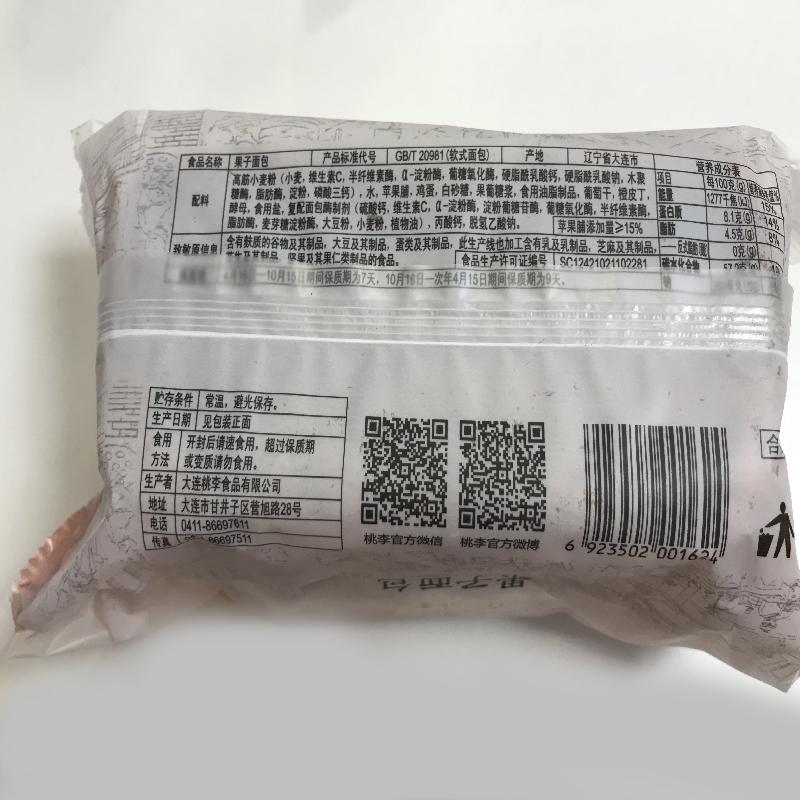 食品名称 果子面包 产品标准代号 GB/T 20981(软式面包) 产地 辽宁省大连市
配料
高筋小麦粉(小麦,维生素C,半纤维素酶,α-淀粉酶,葡糖氧化酶,硬脂酰乳酸钙,硬脂酰乳酸钠,木聚
糖酶,脂肪酶,淀粉,磷酸三钙),水,苹果脯,鸡蛋,白砂糖,果葡糖浆,食用油脂制品,葡萄干,橙皮丁,
酵母,食用盐,复配面包酶制剂(硫酸钙,维生素C,α-淀粉酶,淀粉葡糖苷酶,葡糖氧化酶,半纤维素酶,
脂肪酶,麦芽糖淀粉酶,大豆粉,小麦粉,植物油),丙酸钙,脱氢乙酸钠。 苹果脯添加量≥15%
致敏原信息
含有麸质的谷物及其制品,大豆及其制品,蛋类及其制品,此生产线也加工含有乳及乳制品,芝麻及其制品,
花生及其制品,坚果及其果仁类制品的食品。 食品生产许可证编号 SC12421021102281
10月15日期间保质期为7天,10月16日—次年4月15日期间保质期为9天。
营养成分表
项目 每100克(g)
能量 1277千焦(kJ) 15%
蛋白质 8.1克(g) 14%
脂肪 4.5克(g) 8%
0克(g)
碳水化合物
贮存条件 常温,避光保存。
生产日期 见包装正面
食用方法
开封后请速食用,超过保质期
或变质请勿食用。
生产者 大连桃李食品有限公司
地址 大连市甘井子区营旭路28号
电话 0411-86697611
传真 86697511
桃李官方微信
桃李官方微博
6 923502 001634
合
果子面包